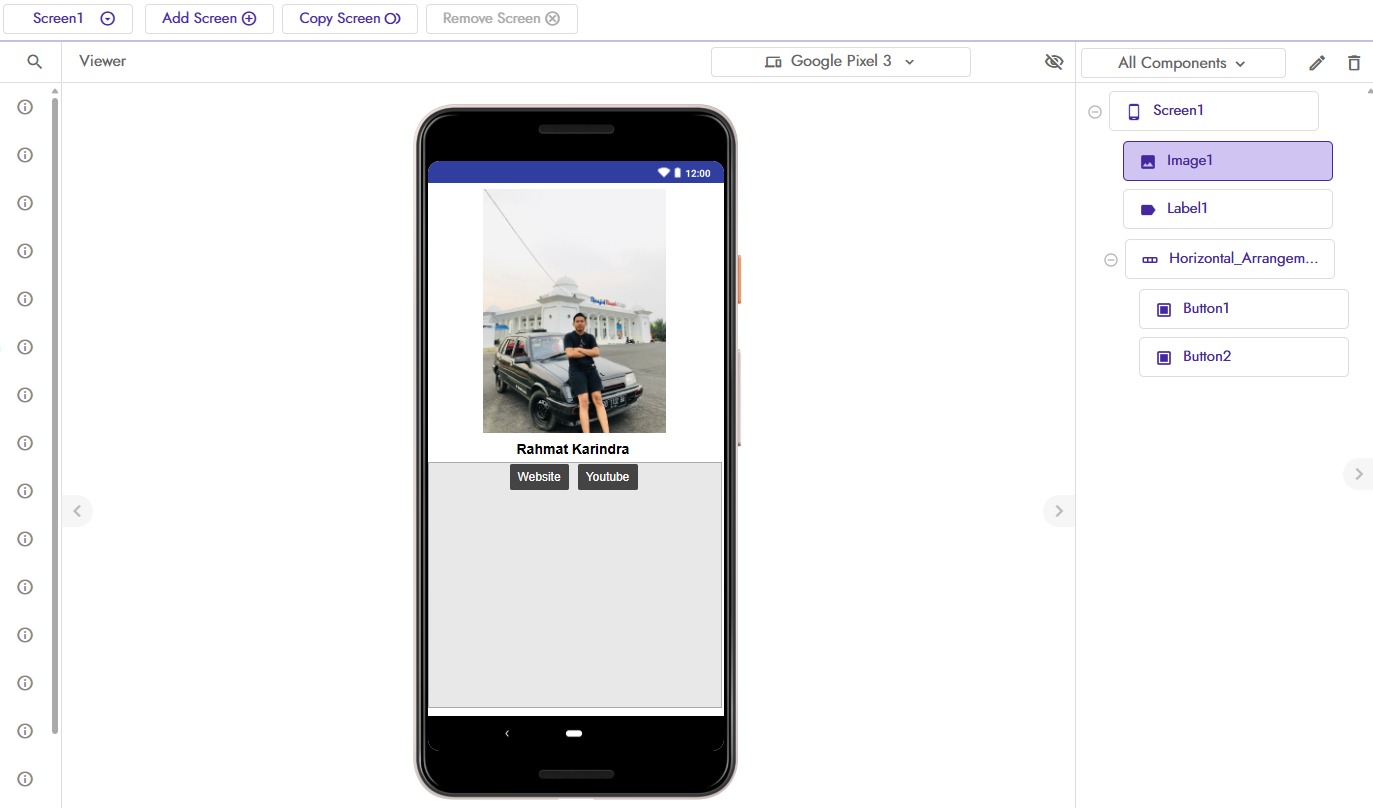 Screen1
Add Screen
Copy Screen
Remove Screen
Viewer
Google Pixel 3
All Components
12:00
Rahmat Karindra
Website
Youtube
Screen1
Image1
Label1
Horizontal_Arrangem...
Button1
Button2